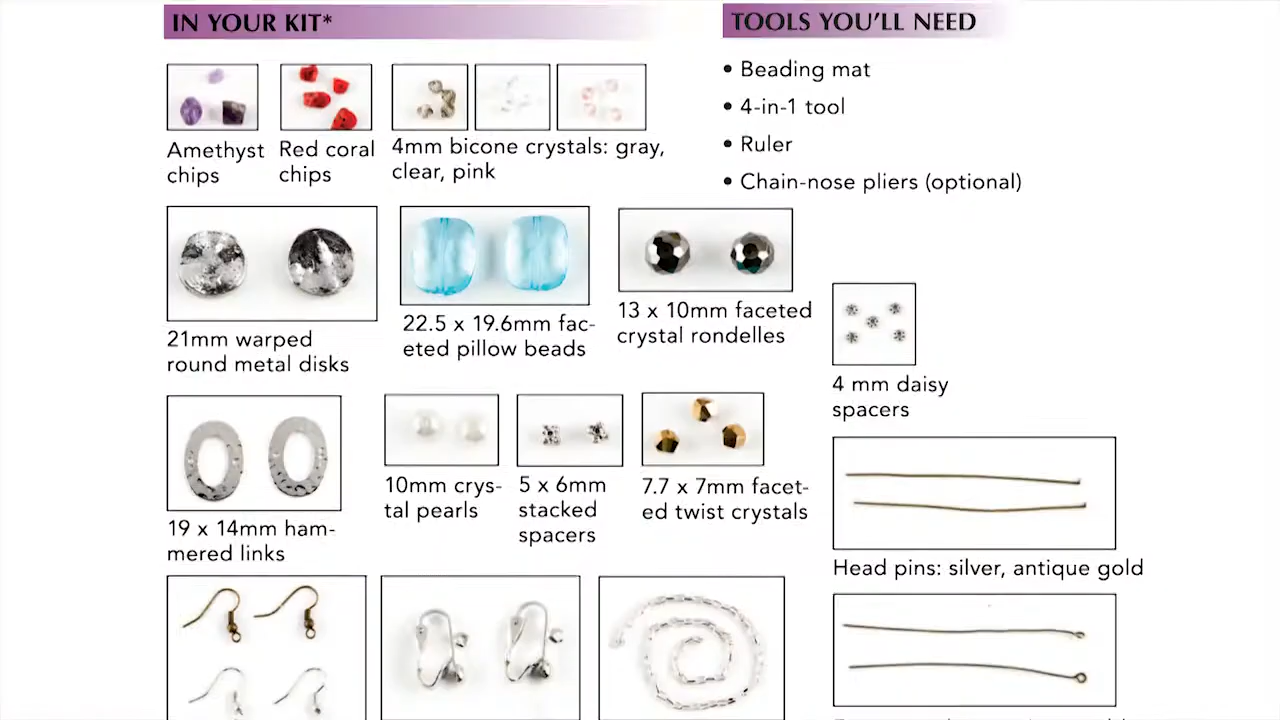 IN YOUR KIT*
TOOLS YOU'LL NEED
• Beading mat
• 4-in-1 tool
• Ruler
• Chain-nose pliers (optional)
Amethyst
chips
Red coral
chips
4mm bicone crystals: gray,
clear, pink
21mm warped
round metal disks
22.5 x 19.6mm fac-
eted pillow beads
13 x 10mm faceted
crystal rondelles
4 mm daisy
spacers
19 x 14mm ham-
mered links
10mm crys-
tal pearls
5 x 6mm
stacked
spacers
7.7 x 7mm facet-
ed twist crystals
Head pins: silver, antique gold